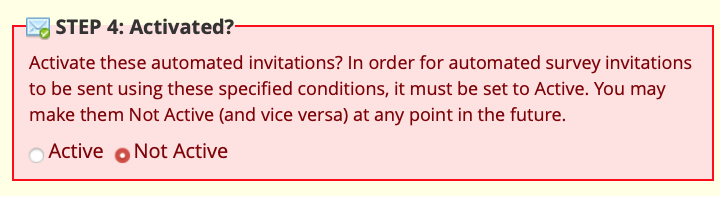 STEP 4: Activated?
Activate these automated invitations? In order for automated survey invitations
to be sent using these specified conditions, it must be set to Active. You may
make them Not Active (and vice versa) at any point in the future.
Active Not Active